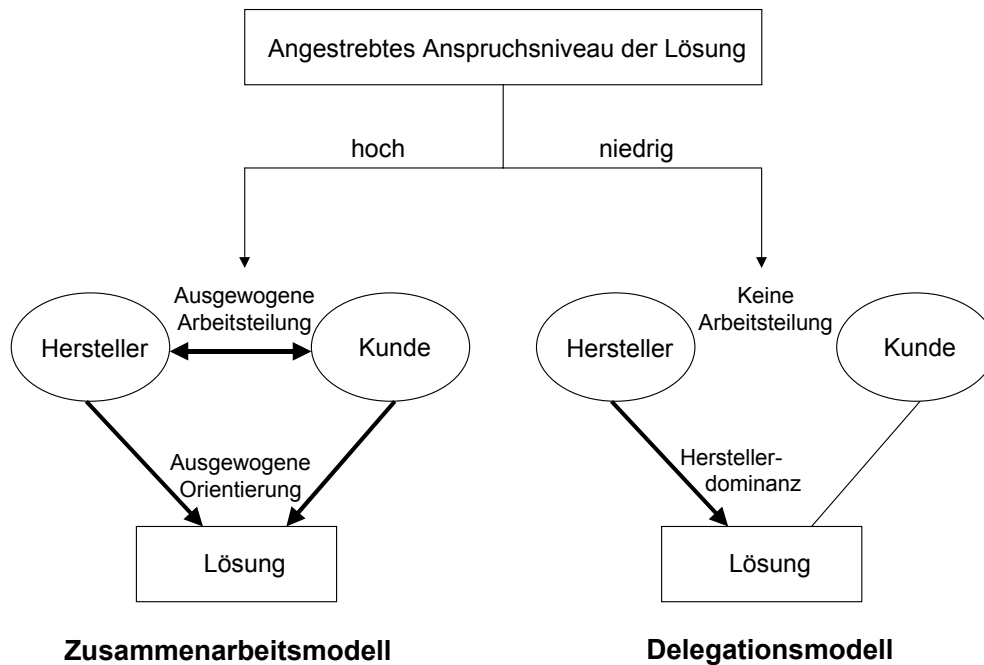 Angestrebtes Anspruchsniveau der Lösung
hoch
niedrig
Ausgewogene
Arbeitsteilung
Hersteller
Kunde
Ausgewogene
Orientierung
Lösung
Zusammenarbeitsmodell
Keine
Arbeitsteilung
Hersteller
Kunde
Hersteller-
dominanz
Lösung
Delegationsmodell